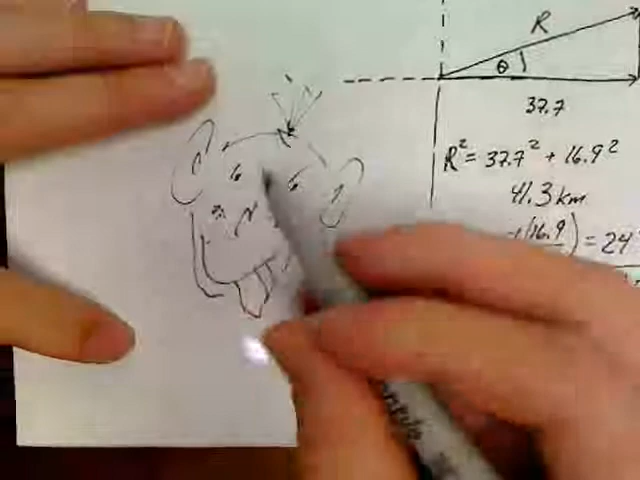 R
θ
37.7
R² = 37.7² + 16.9²
41.3 km
(16.9) = 24